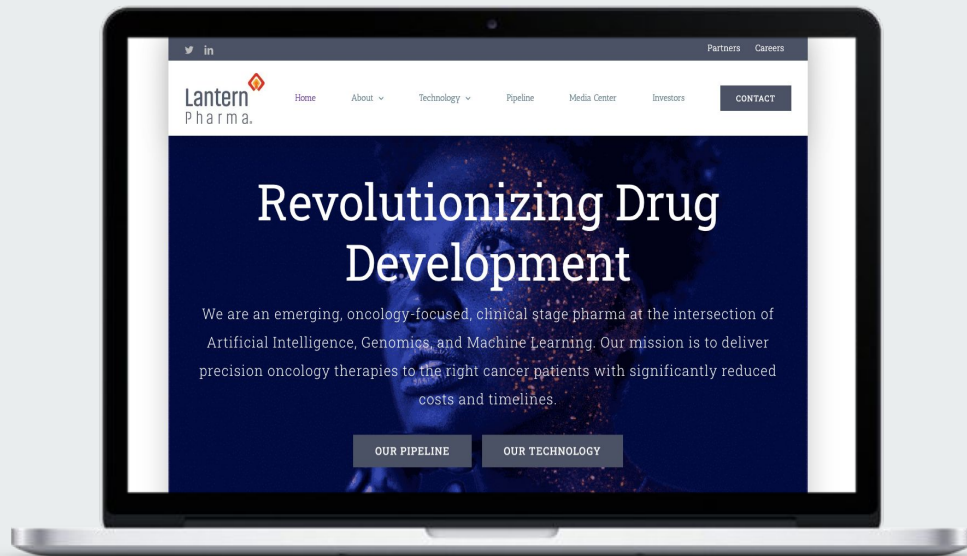 Partners Careers
Lantern
Pharma.
Home About Technology Pipeline Media Center Investors CONTACT
Revolutionizing Drug
Development
We are an emerging, oncology-focused, clinical stage pharma at the intersection of
Artificial Intelligence, Genomics, and Machine Learning. Our mission is to deliver
precision oncology therapies to the right cancer patients with significantly reduced
costs and timelines.
OUR PIPELINE OUR TECHNOLOGY